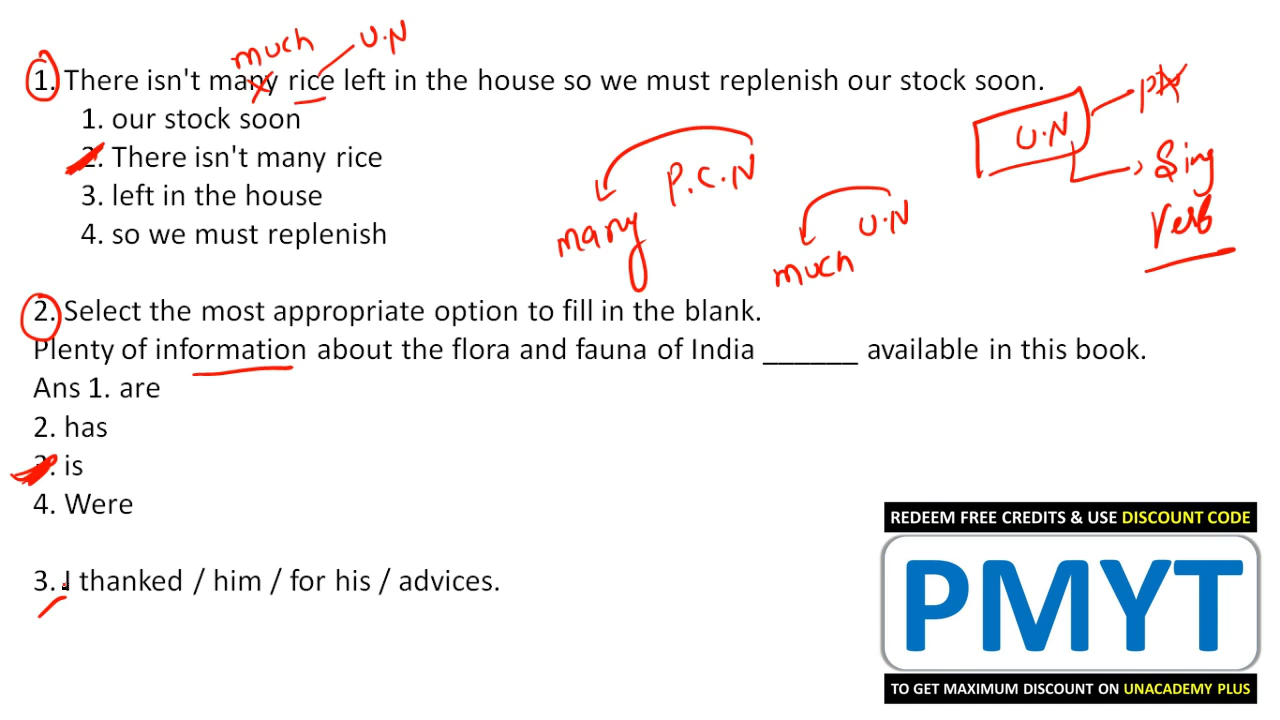 much U.N
1. There isn't many rice left in the house so we must replenish our stock soon.
1. our stock soon
2. There isn't many rice
3. left in the house
4. so we must replenish
many P.C.N
much U.N
U.N
Sing
Verb
2. Select the most appropriate option to fill in the blank.
Plenty of information about the flora and fauna of India ______ available in this book.
Ans 1. are
2. has
3. is
4. Were
3. I thanked / him / for his / advices.
REDEEM FREE CREDITS & USE DISCOUNT CODE
PMYT
TO GET MAXIMUM DISCOUNT ON UNACADEMY PLUS